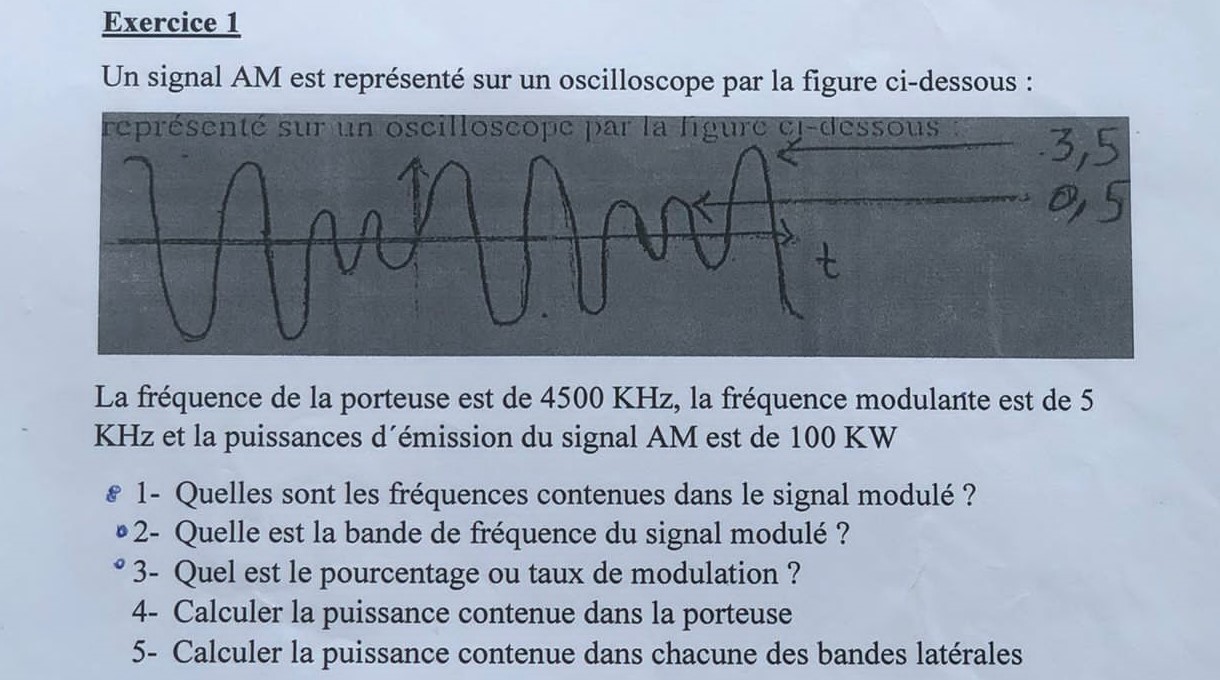 Exercice 1
Un signal AM est représenté sur un oscilloscope par la figure ci-dessous :
représenté sur un oscilloscope par la figure ci-dessous :
3,5
0,5
t
La fréquence de la porteuse est de 4500 KHz, la fréquence modulante est de 5
KHz et la puissances d´émission du signal AM est de 100 KW
1- Quelles sont les fréquences contenues dans le signal modulé ?
2- Quelle est la bande de fréquence du signal modulé ?
3- Quel est le pourcentage ou taux de modulation ?
4- Calculer la puissance contenue dans la porteuse
5- Calculer la puissance contenue dans chacune des bandes latérales